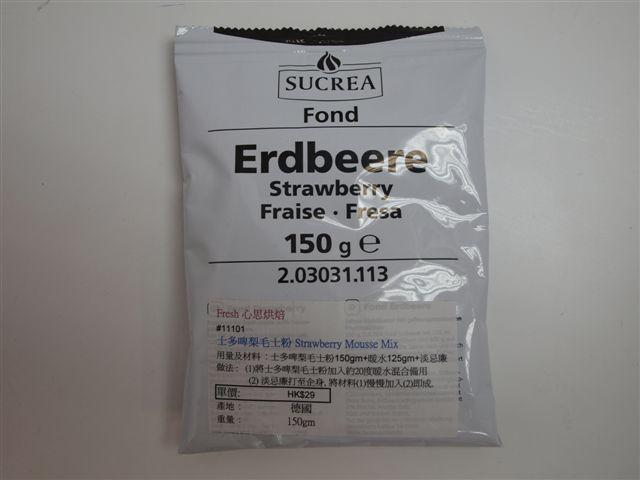 SUCREA
Fond
Erdbeere
Strawberry
Fraise · Fresa
150 g ℮
2.03031.113
Fond Strawberry
D Fond Erdbeere
Fresh 心思烘焙
#11101
士多啤梨毛士粉 Strawberry Mousse Mix
用量及材料：士多啤梨毛士粉150gm+暖水125gm+淡忌廉
做法： (1)將士多啤梨毛士粉加入約20度暖水混合備用
(2) 淡忌廉打至企身, 將材料(1)慢慢加入(2)即成.
單價: HK$29
產地： 德國
重量： 150gm